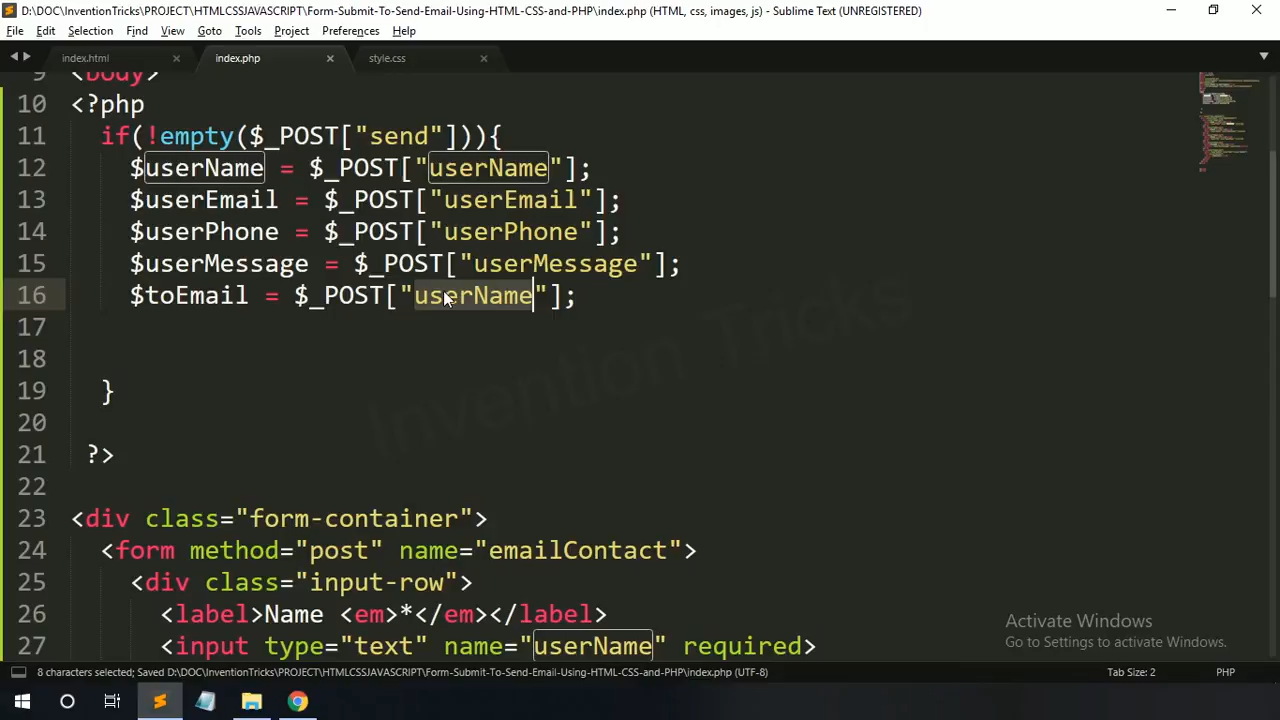 D:\DOC\InventionTricks\PROJECT\HTMLCSSJAVASCRIPT\Form-Submit-To-Send-Email-Using-HTML-CSS-and-PHP\index.php (HTML, css, images, js) - Sublime Text (UNREGISTERED)
File Edit Selection Find View Goto Tools Project Preferences Help
index.html index.php style.css
9 <body>
10 <?php
11 if(!empty($_POST["send"])){
12 $userName = $_POST["userName"];
13 $userEmail = $_POST["userEmail"];
14 $userPhone = $_POST["userPhone"];
15 $userMessage = $_POST["userMessage"];
16 $toEmail = $_POST["userName"];
17
18
19 }
20
21 ?>
22
23 <div class="form-container">
24 <form method="post" name="emailContact">
25 <div class="input-row">
26 <label>Name <em>*</em></label>
27 <input type="text" name="userName" required>
Invention Tricks
Activate Windows
Go to Settings to activate Windows.
8 characters selected; Saved D:\DOC\InventionTricks\PROJECT\HTMLCSSJAVASCRIPT\Form-Submit-To-Send-Email-Using-HTML-CSS-and-PHP\index.php (UTF-8) Tab Size: 2 PHP